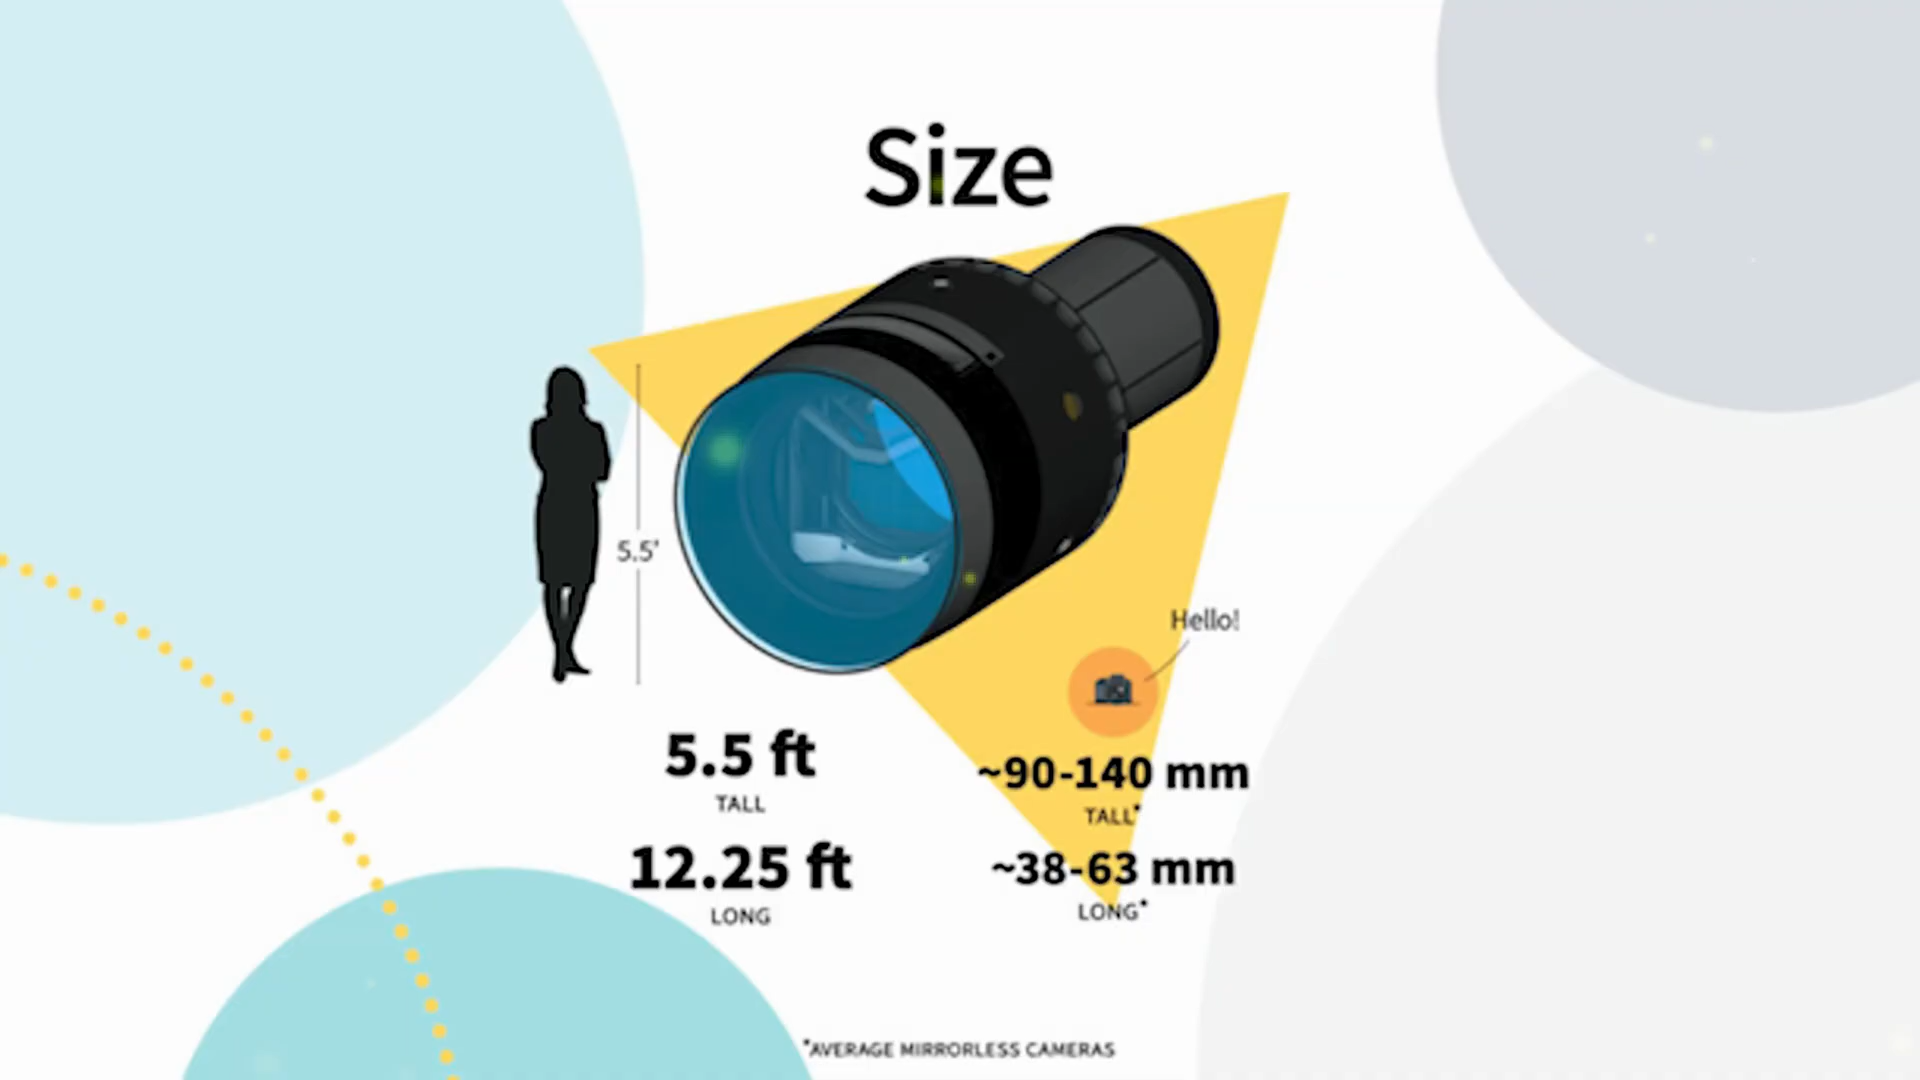 Size
5.5'
Hello!
5.5 ft
TALL
12.25 ft
LONG
~90-140 mm
TALL*
~38-63 mm
LONG*
*AVERAGE MIRRORLESS CAMERAS